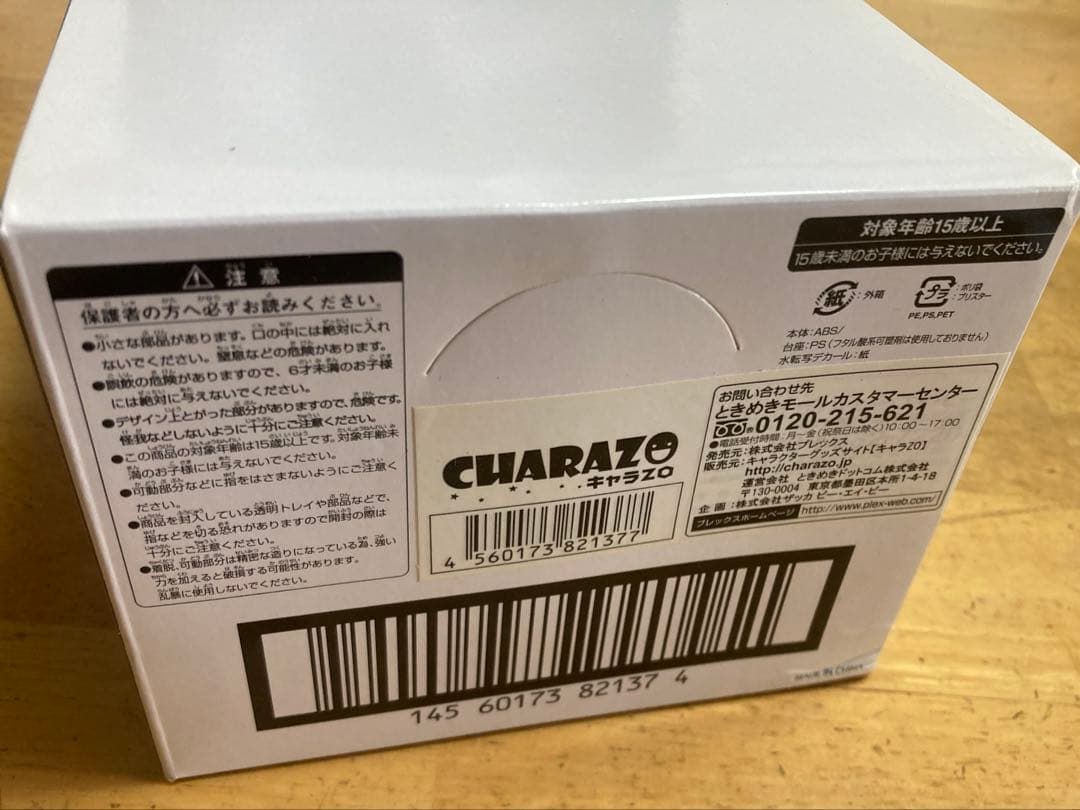 ⚠ 注意
保護者の方へ必ずお読みください。
●小さな部品があります。口の中には絶対に入れ
ないでください。窒息などの危険があります。
●誤飲の危険がありますので、6才未満のお子様
には絶対に与えないでください。
●デザイン上とがった部分がありますので、危険です。
怪我などしないように十分にご注意ください。
●この商品の対象年齢は15歳以上です。対象年齢未
満のお子様には与えないでください。
●可動部分などに指をはさまないようにご注意く
ださい。
●商品を封入している透明トレイや部品などで、
指などを切る恐れがありますので開封の際は
十分にご注意ください。
●着脱、可動部分は精密な造りになっている為、強い
力を加えると破損する可能性があります。
乱暴に使用しないでください。
対象年齢15歳以上
15歳未満のお子様には与えないでください。
紙 : 外箱
プラ : ポリ袋
: ブリスター
PE,PS,PET
本体 : ABS/
台座 : PS (フタル酸系可塑剤は使用しておりません)
水転写デカール : 紙
お問い合わせ先
ときめきモールカスタマーセンター
0120-215-621
●電話受付時間 : 月〜金 (祝祭日は除く) 10:00〜17:00
発売元 : 株式会社プレックス
販売元 : キャラクターグッズサイト【キャラZO】
http://charazo.jp
運営会社 ときめきドットコム株式会社
〒130-0004 東京都墨田区本所1-4-18
企画 : 株式会社ザッカ ピー・エイ・ピー
プレックスホームページ http://www.plex-web.com/
CHARAZO
キャラZO
4 560173 821377
145 60173 82137 4
MADE IN CHINA